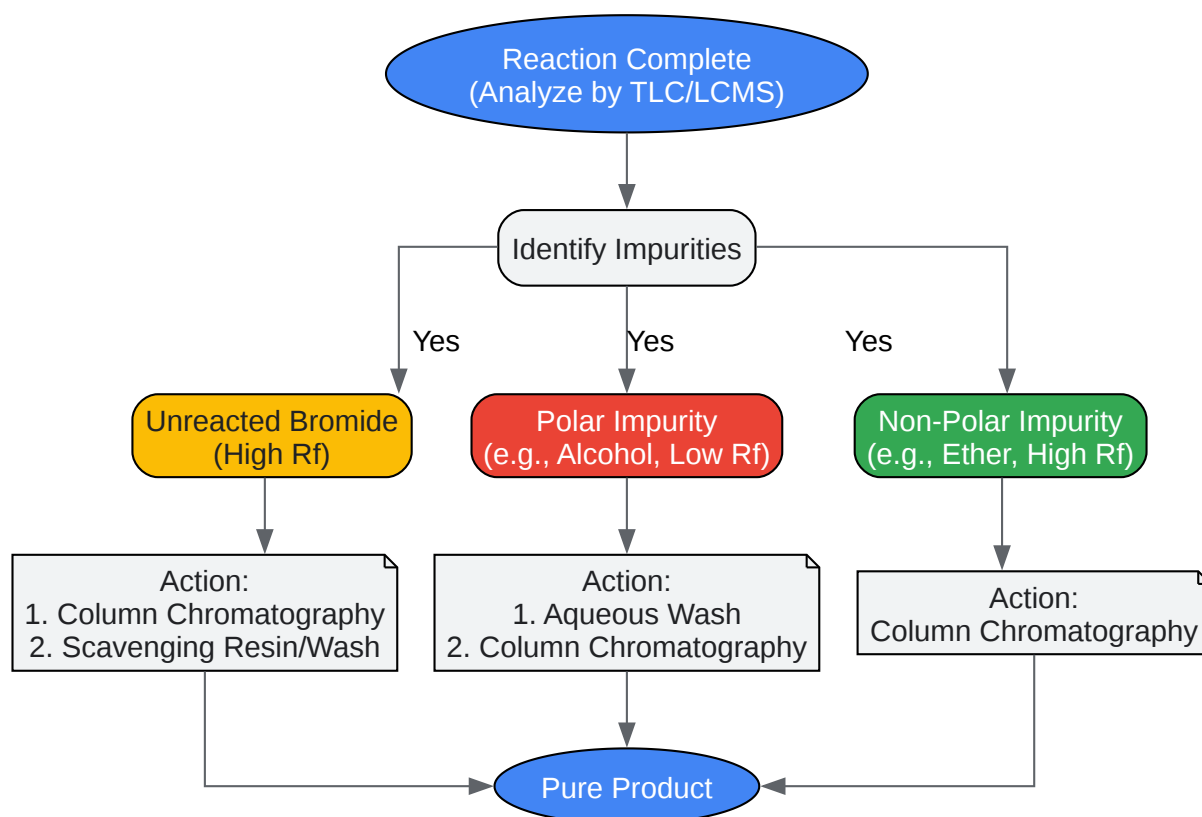 Reaction Complete
(Analyze by TLC/LCMS)
Identify Impurities
Yes
Yes
Yes
Unreacted Bromide
(High Rf)
Polar Impurity
(e.g., Alcohol, Low Rf)
Non-Polar Impurity
(e.g., Ether, High Rf)
Action:
1. Column Chromatography
2. Scavenging Resin/Wash
Action:
1. Aqueous Wash
2. Column Chromatography
Action:
Column Chromatography
Pure Product